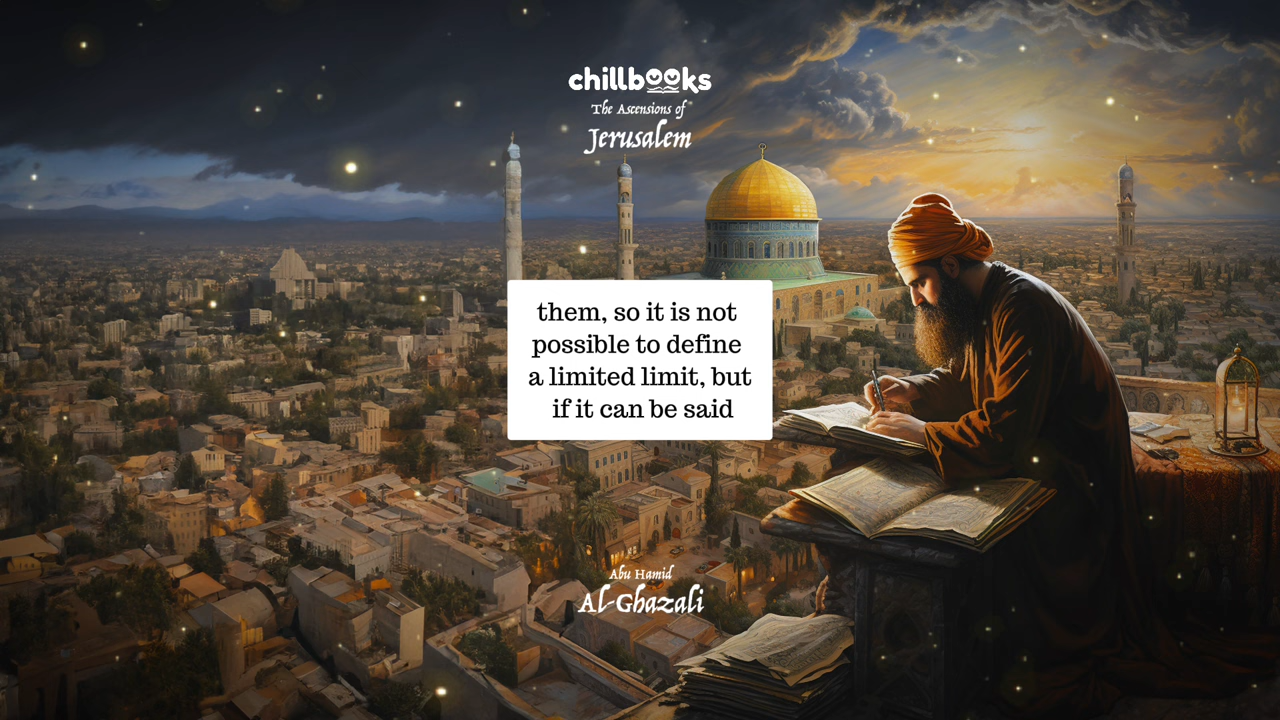 chillbooks
The Ascensions of
Jerusalem
them, so it is not
possible to define
a limited limit, but
if it can be said
Abu Hamid
Al-Ghazali